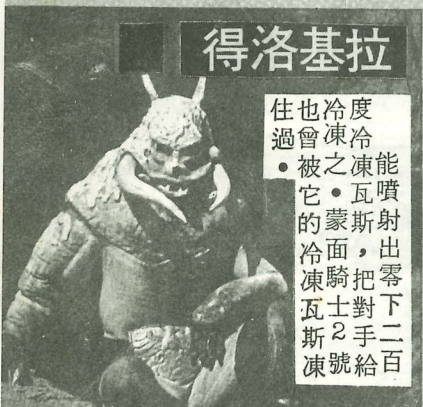 得洛基拉
能噴射出零下二百
度冷凍瓦斯，把對手給
冷凍之•蒙面騎士2號
也曾被它的冷凍瓦斯凍
住過•